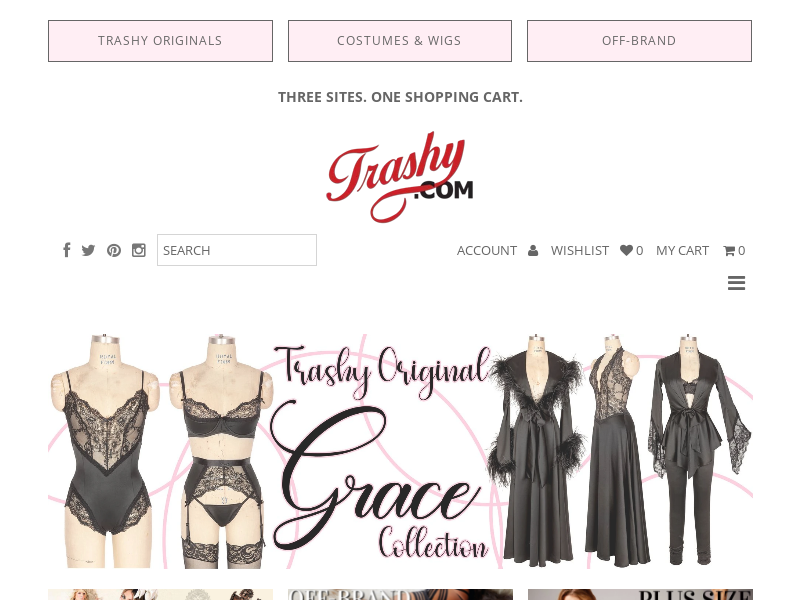 TRASHY ORIGINALS
COSTUMES & WIGS
OFF-BRAND
THREE SITES. ONE SHOPPING CART.
Trashy
.COM
SEARCH
ACCOUNT
WISHLIST 0
MY CART 0
Trashy Original
Grace
Collection
OFF-BRAND
PLUS SIZE